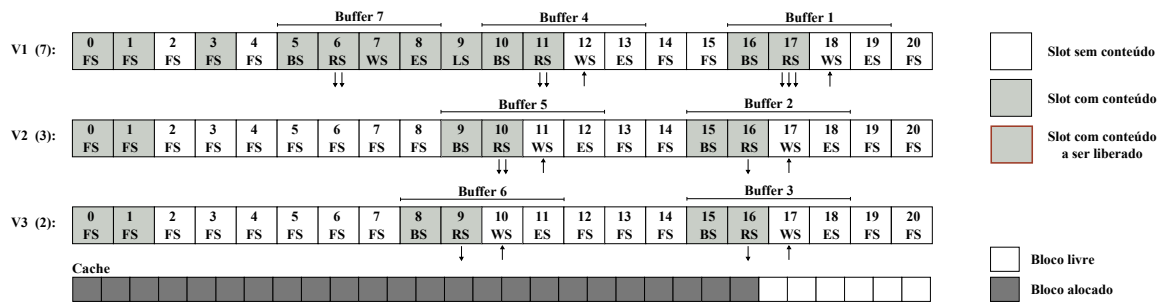 Buffer 7 Buffer 4 Buffer 1
V1 (7): 0 1 2 3 4 5 6 7 8 9 10 11 12 13 14 15 16 17 18 19 20
FS FS FS FS FS BS RS WS ES LS BS RS WS ES FS FS BS RS WS ES FS
Buffer 5 Buffer 2
V2 (3): 0 1 2 3 4 5 6 7 8 9 10 11 12 13 14 15 16 17 18 19 20
FS FS FS FS FS FS FS FS FS BS RS WS ES FS FS BS RS WS ES FS FS
Buffer 6 Buffer 3
V3 (2): 0 1 2 3 4 5 6 7 8 9 10 11 12 13 14 15 16 17 18 19 20
FS FS FS FS FS FS FS FS BS RS WS ES FS FS FS BS RS WS ES FS FS
Cache
Slot sem conteúdo
Slot com conteúdo
Slot com conteúdo
a ser liberado
Bloco livre
Bloco alocado